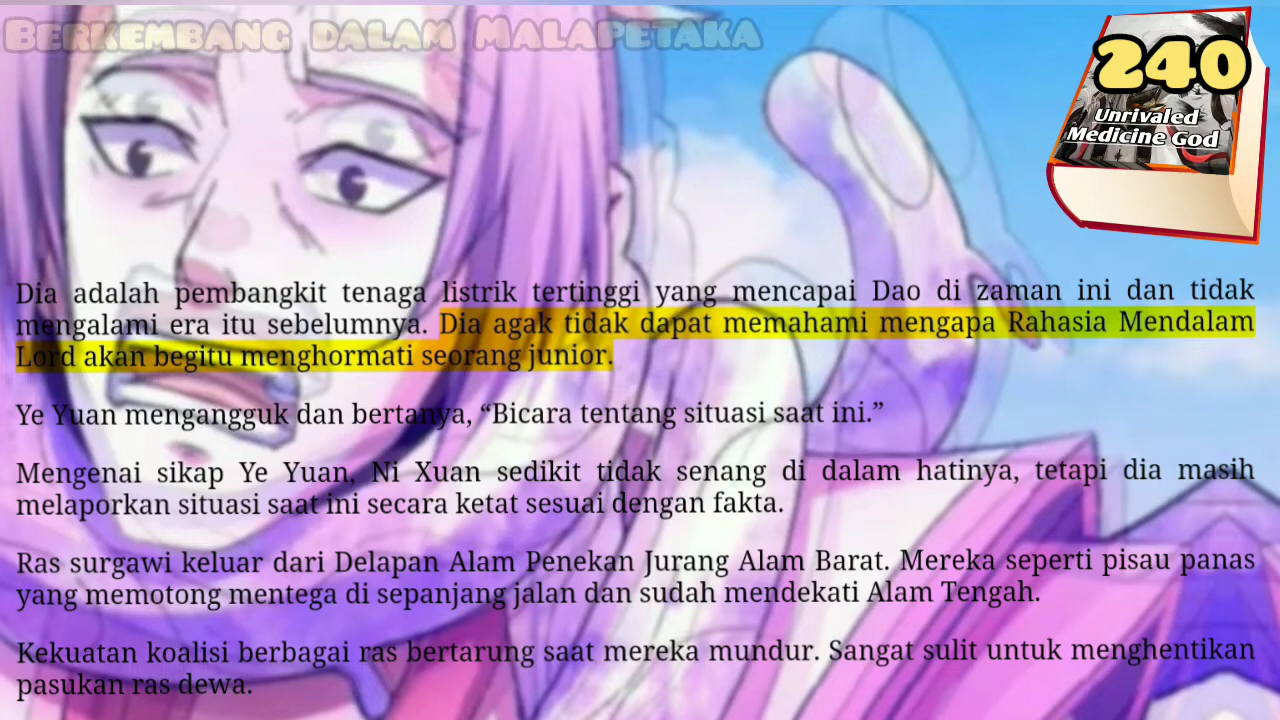 Berkembang dalam Malapetaka
240
Unrivaled
Medicine God
Dia adalah pembangkit tenaga listrik tertinggi yang mencapai Dao di zaman ini dan tidak
mengalami era itu sebelumnya. Dia agak tidak dapat memahami mengapa Rahasia Mendalam
Lord akan begitu menghormati seorang junior.
Ye Yuan mengangguk dan bertanya, “Bicara tentang situasi saat ini.”
Mengenai sikap Ye Yuan, Ni Xuan sedikit tidak senang di dalam hatinya, tetapi dia masih
melaporkan situasi saat ini secara ketat sesuai dengan fakta.
Ras surgawi keluar dari Delapan Alam Penekan Jurang Alam Barat. Mereka seperti pisau panas
yang memotong mentega di sepanjang jalan dan sudah mendekati Alam Tengah.
Kekuatan koalisi berbagai ras bertarung saat mereka mundur. Sangat sulit untuk menghentikan
pasukan ras dewa.